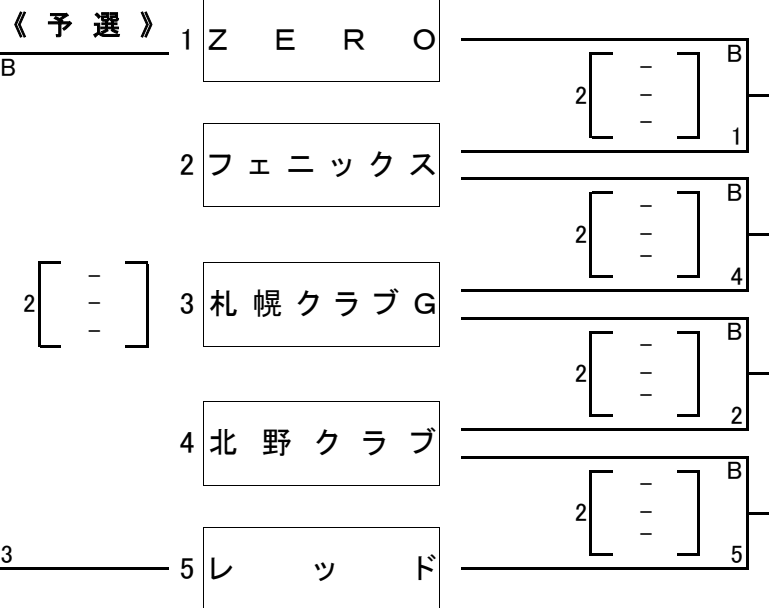 《 予 選 》
B
1 Z E R O
B
2 － － －
1
2 フェニックス
B
2 － － －
4
2 － － －
3 札幌クラブG
B
2 － － －
2
4 北野クラブ
B
2 － － －
5
3
5 レッド